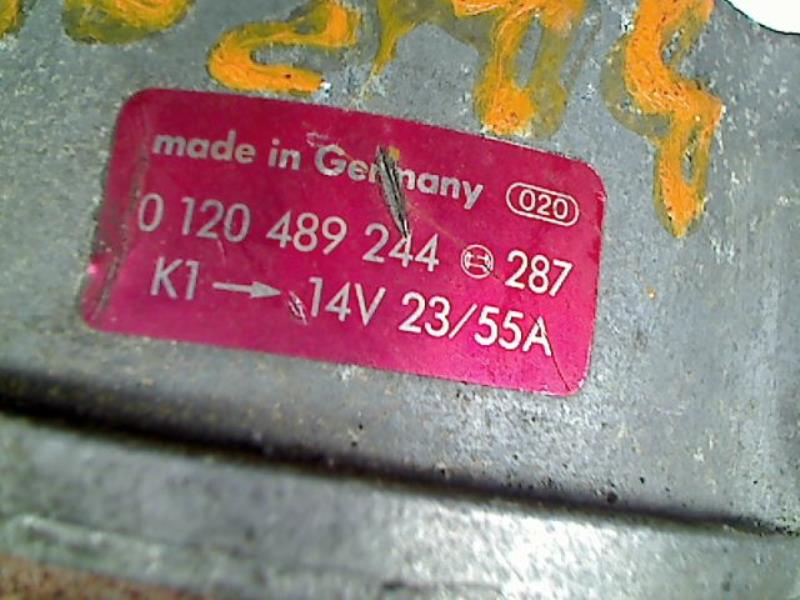 made in Germany 020
0 120 489 244 287
K1 → 14V 23/55A